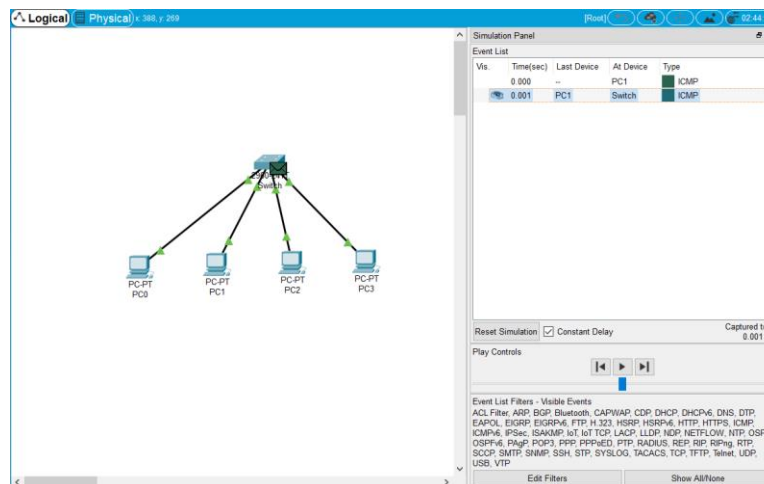 Logical Physical x: 388, y: 269 [Root] 02:44:
Simulation Panel
Event List
Vis. Time(sec) Last Device At Device Type
0.000 -- PC1 ICMP
0.001 PC1 Switch ICMP
Switch
PC-PT PC-PT PC-PT PC-PT
PC0 PC1 PC2 PC3
Reset Simulation Constant Delay Captured to
0.001
Play Controls
Event List Filters - Visible Events
ACL Filter, ARP, BGP, Bluetooth, CAPWAP, CDP, DHCP, DHCPv6, DNS, DTP,
EAPOL, EIGRP, EIGRPv6, FTP, H.323, HSRP, HSRPv6, HTTP, HTTPS, ICMP,
ICMPv6, IPSec, ISAKMP, IoT, IoT TCP, LACP, LLDP, NDP, NETFLOW, NTP, OSP
OSPFv6, PAgP, POP3, PPP, PPPoED, PTP, RADIUS, REP, RIP, RIPng, RTP,
SCCP, SMTP, SNMP, SSH, STP, SYSLOG, TACACS, TCP, TFTP, Telnet, UDP,
USB, VTP
Edit Filters Show All/None